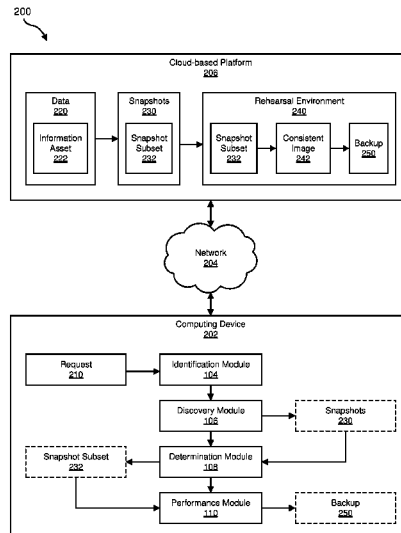 200
Cloud-based Platform
206
Data
220
Snapshots
230
Rehearsal Environment
240
Information
Asset
222
Snapshot
Subset
232
Snapshot
Subset
232
Consistent
Image
242
Backup
250
Network
204
Computing Device
202
Request
210
Identification Module
104
Discovery Module
106
Snapshots
230
Snapshot Subset
232
Determination Module
108
Performance Module
110
Backup
250